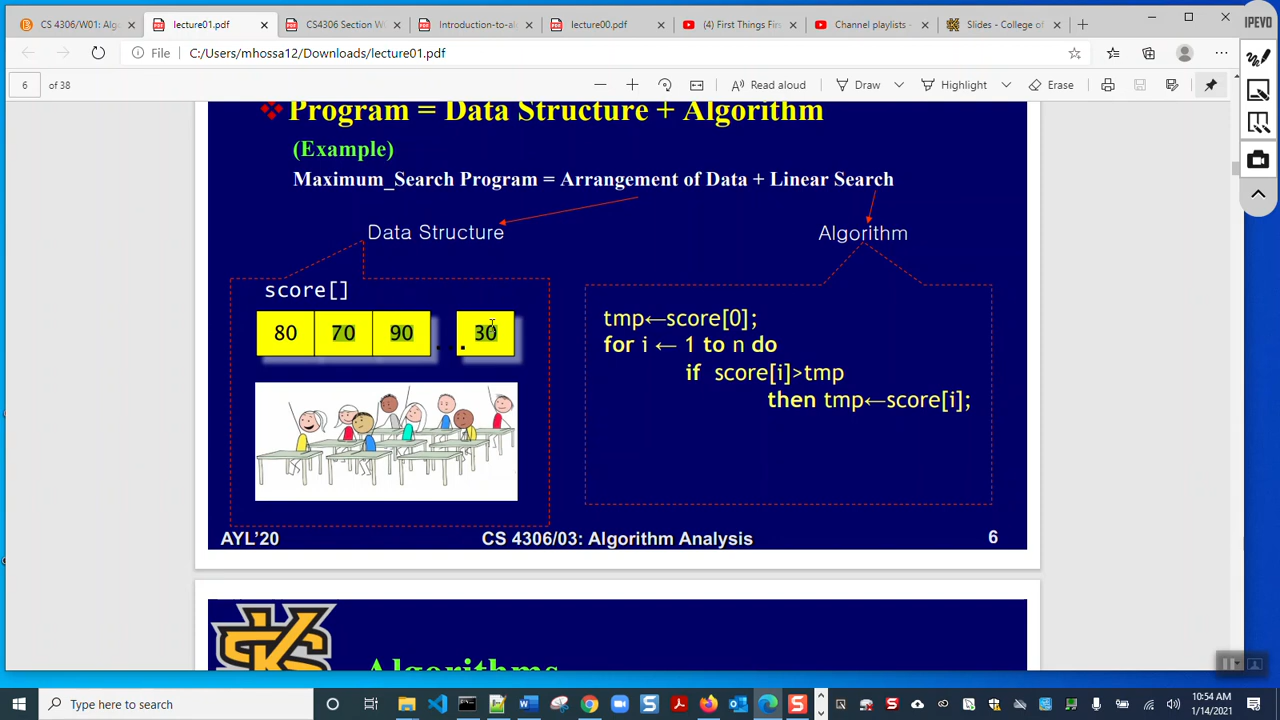 CS 4306/W01: Algo
lecture01.pdf
CS4306 Section W
Introduction-to-al
lecture00.pdf
(4) First Things Fir
Channel playlists -
Slides - College of
IPEVO
File
C:/Users/mhossa12/Downloads/lecture01.pdf
6
of 38
Read aloud
Draw
Highlight
Erase
Program = Data Structure + Algorithm
(Example)
Maximum_Search Program = Arrangement of Data + Linear Search
Data Structure
Algorithm
score[]
80 70 90 ... 30
tmp←score[0];
for i ← 1 to n do
if score[i]>tmp
then tmp←score[i];
AYL'20
CS 4306/03: Algorithm Analysis
6
Algorithms
Type here to search
10:54 AM
1/14/2021